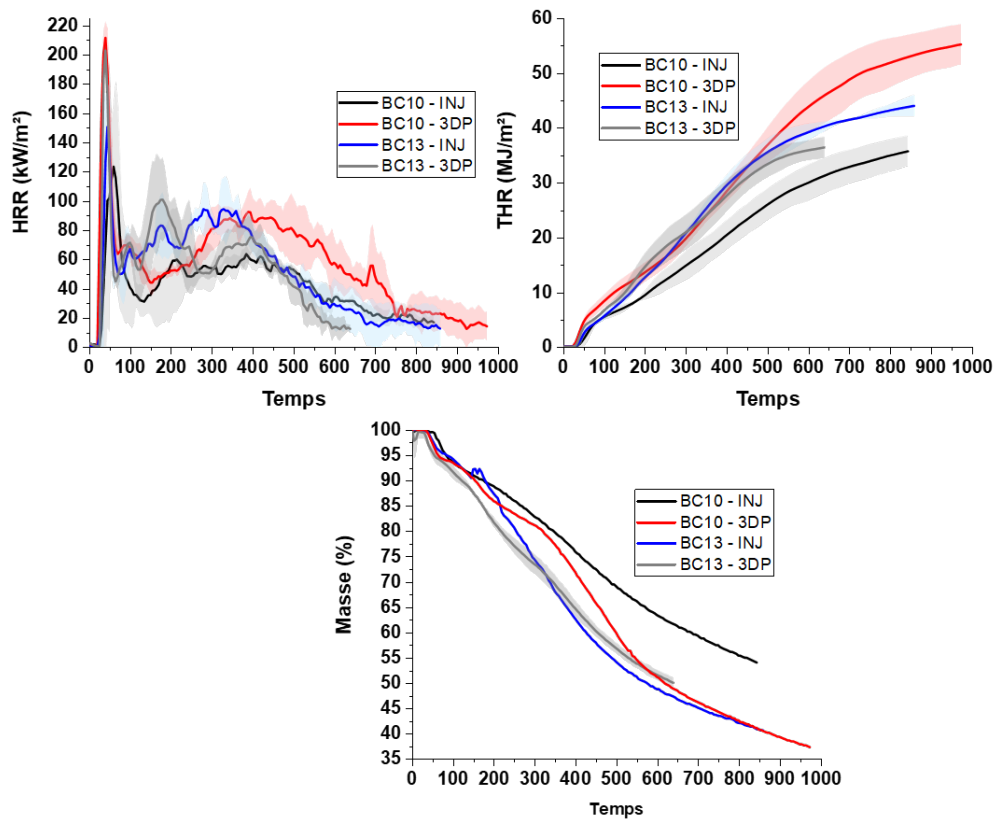 HRR (kW/m²)
220
200
180
160
140
120
100
80
60
40
20
0
BC10 - INJ
BC10 - 3DP
BC13 - INJ
BC13 - 3DP
0 100 200 300 400 500 600 700 800 900 1000
Temps
THR (MJ/m²)
60
50
40
30
20
10
0
BC10 - INJ
BC10 - 3DP
BC13 - INJ
BC13 - 3DP
0 100 200 300 400 500 600 700 800 900 1000
Temps
Masse (%)
100
95
90
85
80
75
70
65
60
55
50
45
40
35
BC10 - INJ
BC10 - 3DP
BC13 - INJ
BC13 - 3DP
0 100 200 300 400 500 600 700 800 900 1000
Temps